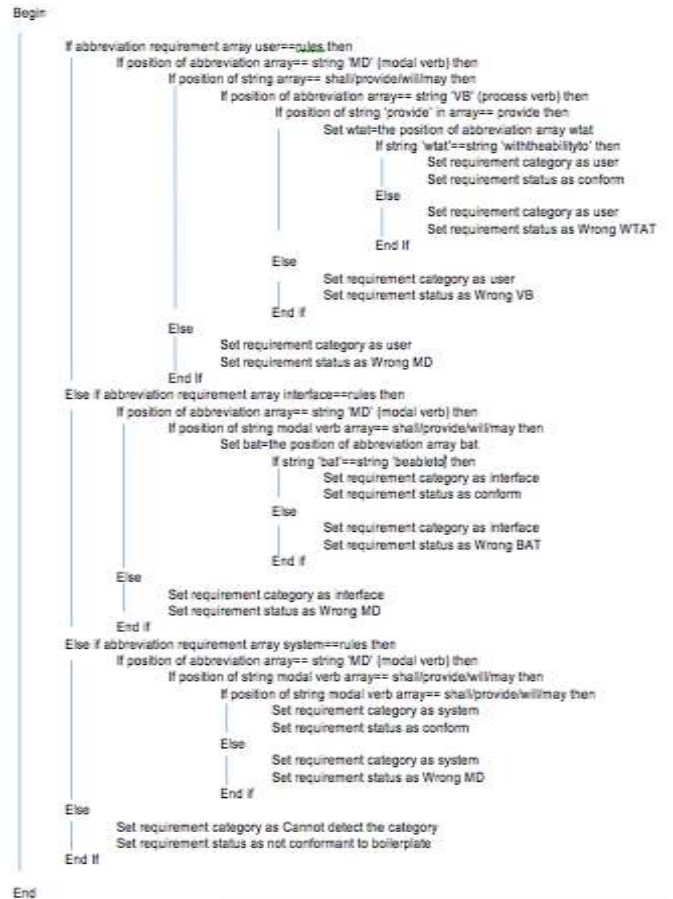 Begin
If abbreviation requirement array user==rules then
If position of abbreviation array== string 'MD' (modal verb) then
If position of string array== shall/provide/will/may then
If position of abbreviation array== string 'VB' (process verb) then
If position of string 'provide' in array== provide then
Set wtat=the position of abbreviation array wtat
If string 'wtat'==string 'withtheabilityto' then
Set requirement category as user
Set requirement status as conform
Else
Set requirement category as user
Set requirement status as Wrong WTAT
End If
Else
Set requirement category as user
Set requirement status as Wrong VB
End if
Else
Set requirement category as user
Set requirement status as Wrong MD
End If
Else if abbreviation requirement array interface==rules then
If position of abbreviation array== string 'MD' (modal verb) then
If position of string modal verb array== shall/provide/will/may then
Set bat=the position of abbreviation array bat
If string 'bat'==string 'beableto' then
Set requirement category as interface
Set requirement status as conform
Else
Set requirement category as interface
Set requirement status as Wrong BAT
End if
Else
Set requirement category as interface
Set requirement status as Wrong MD
End if
Else if abbreviation requirement array system==rules then
If position of abbreviation array== string 'MD' (modal verb) then
If position of string modal verb array== shall/provide/will/may then
If position of string modal verb array== shall/provide/will/may then
Set requirement category as system
Set requirement status as conform
Else
Set requirement category as system
Set requirement status as Wrong MD
End if
Else
Set requirement category as Cannot detect the category
Set requirement status as not conformant to boilerplate
End If
End